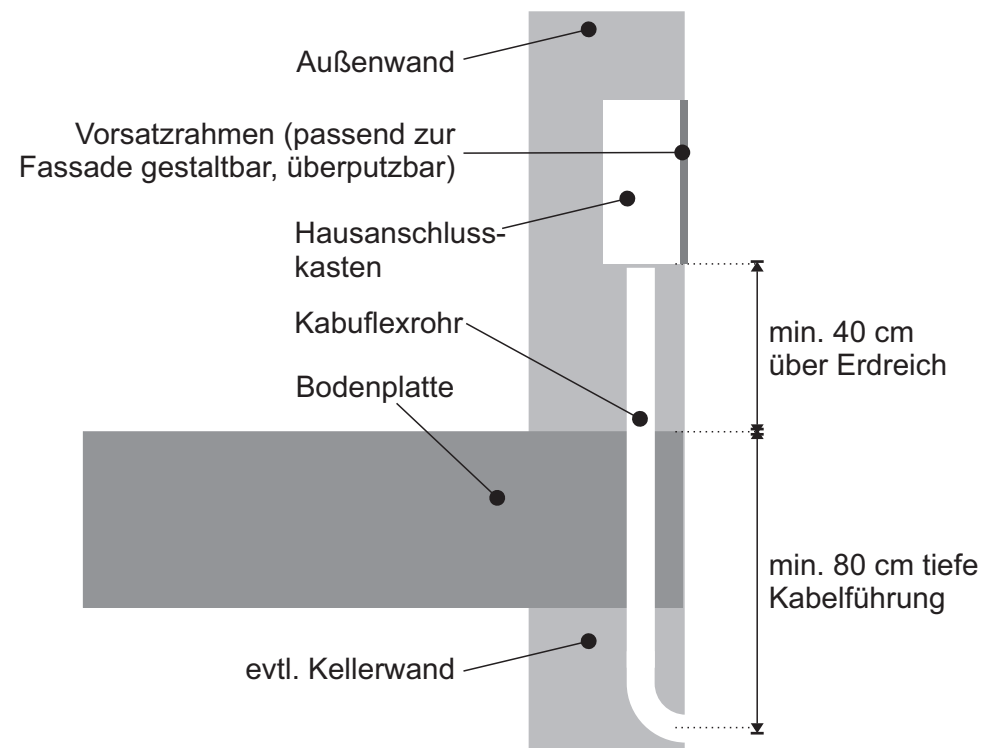 Außenwand
Vorsatzrahmen (passend zur
Fassade gestaltbar, überputzbar)
Hausanschluss-
kasten
Kabuflexrohr
Bodenplatte
min. 40 cm
über Erdreich
min. 80 cm tiefe
Kabelführung
evtl. Kellerwand